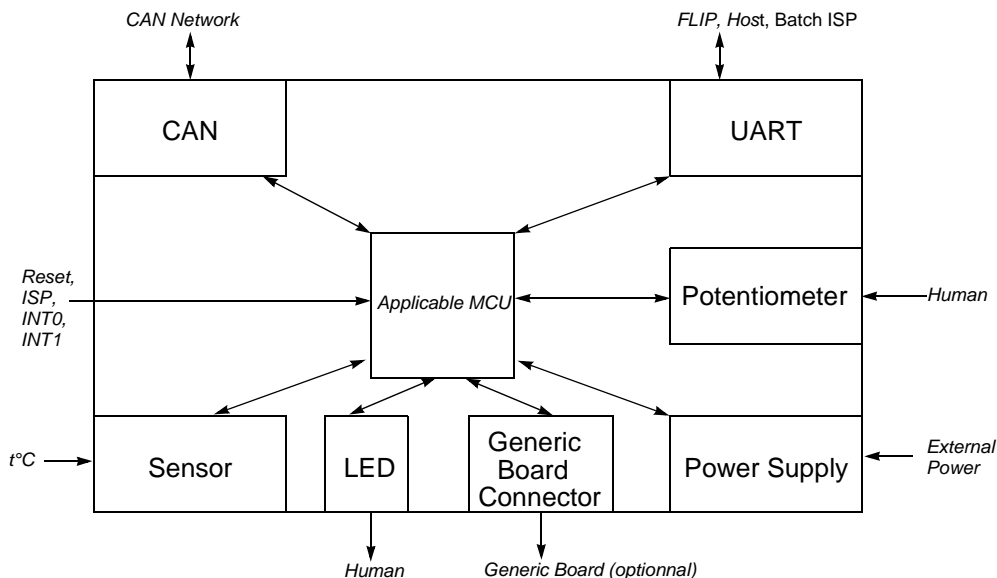 CAN Network
FLIP, Host, Batch ISP
CAN
UART
Reset,
ISP,
INT0,
INT1
Applicable MCU
Potentiometer
Human
t°C
Sensor
LED
Generic
Board
Connector
Power Supply
External
Power
Human
Generic Board (optionnal)